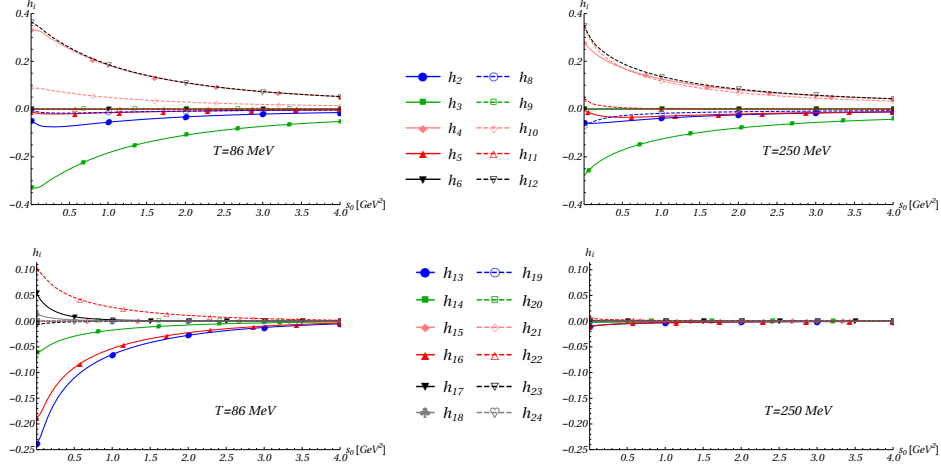 h_i
0.4
0.2
0.0
−0.2
−0.4
0.5 1.0 1.5 2.0 2.5 3.0 3.5 4.0
s_0 [GeV^2]
T=86 MeV
h_2 h_8
h_3 h_9
h_4 h_10
h_5 h_11
h_6 h_12
h_i
0.4
0.2
0.0
−0.2
−0.4
0.5 1.0 1.5 2.0 2.5 3.0 3.5 4.0
s_0 [GeV^2]
T=250 MeV
h_i
0.10
0.05
0.00
−0.05
−0.10
−0.15
−0.20
−0.25
0.5 1.0 1.5 2.0 2.5 3.0 3.5 4.0
s_0 [GeV^2]
T=86 MeV
h_13 h_19
h_14 h_20
h_15 h_21
h_16 h_22
h_17 h_23
h_18 h_24
h_i
0.10
0.05
0.00
−0.05
−0.10
−0.15
−0.20
−0.25
0.5 1.0 1.5 2.0 2.5 3.0 3.5 4.0
s_0 [GeV^2]
T=250 MeV